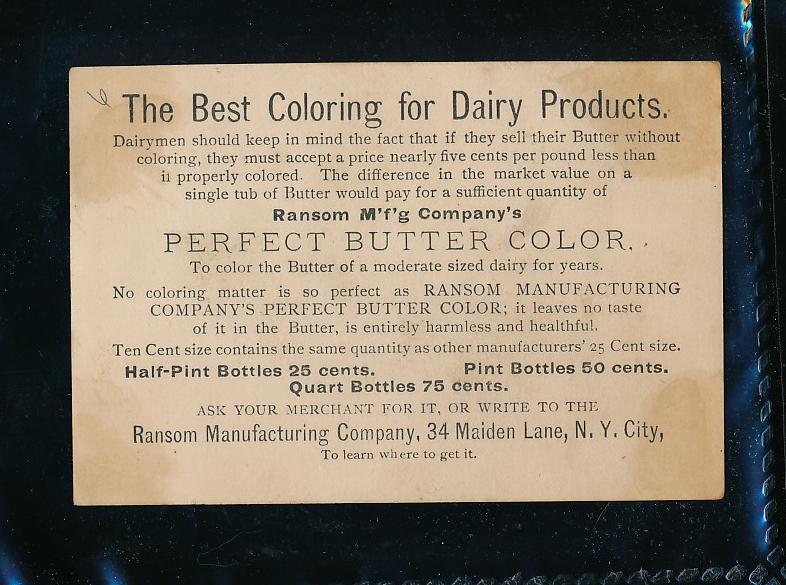 6
The Best Coloring for Dairy Products.
Dairymen should keep in mind the fact that if they sell their Butter without
coloring, they must accept a price nearly five cents per pound less than
if properly colored. The difference in the market value on a
single tub of Butter would pay for a sufficient quantity of
Ransom M'f'g Company's
PERFECT BUTTER COLOR,
To color the Butter of a moderate sized dairy for years.
No coloring matter is so perfect as RANSOM MANUFACTURING
COMPANY'S PERFECT BUTTER COLOR; it leaves no taste
of it in the Butter, is entirely harmless and healthful.
Ten Cent size contains the same quantity as other manufacturers' 25 Cent size.
Half-Pint Bottles 25 cents. Pint Bottles 50 cents.
Quart Bottles 75 cents.
ASK YOUR MERCHANT FOR IT, OR WRITE TO THE
Ransom Manufacturing Company, 34 Maiden Lane, N. Y. City,
To learn where to get it.